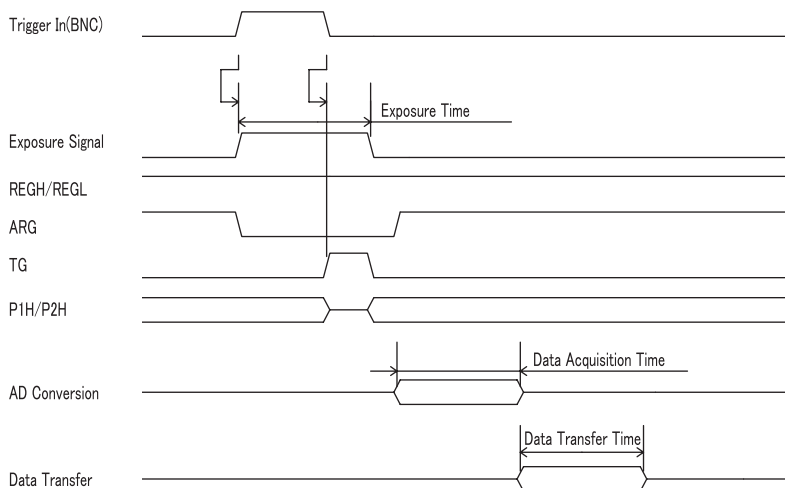 Trigger In(BNC)
Exposure Time
Exposure Signal
REGH/REGL
ARG
TG
P1H/P2H
Data Acquisition Time
AD Conversion
Data Transfer Time
Data Transfer